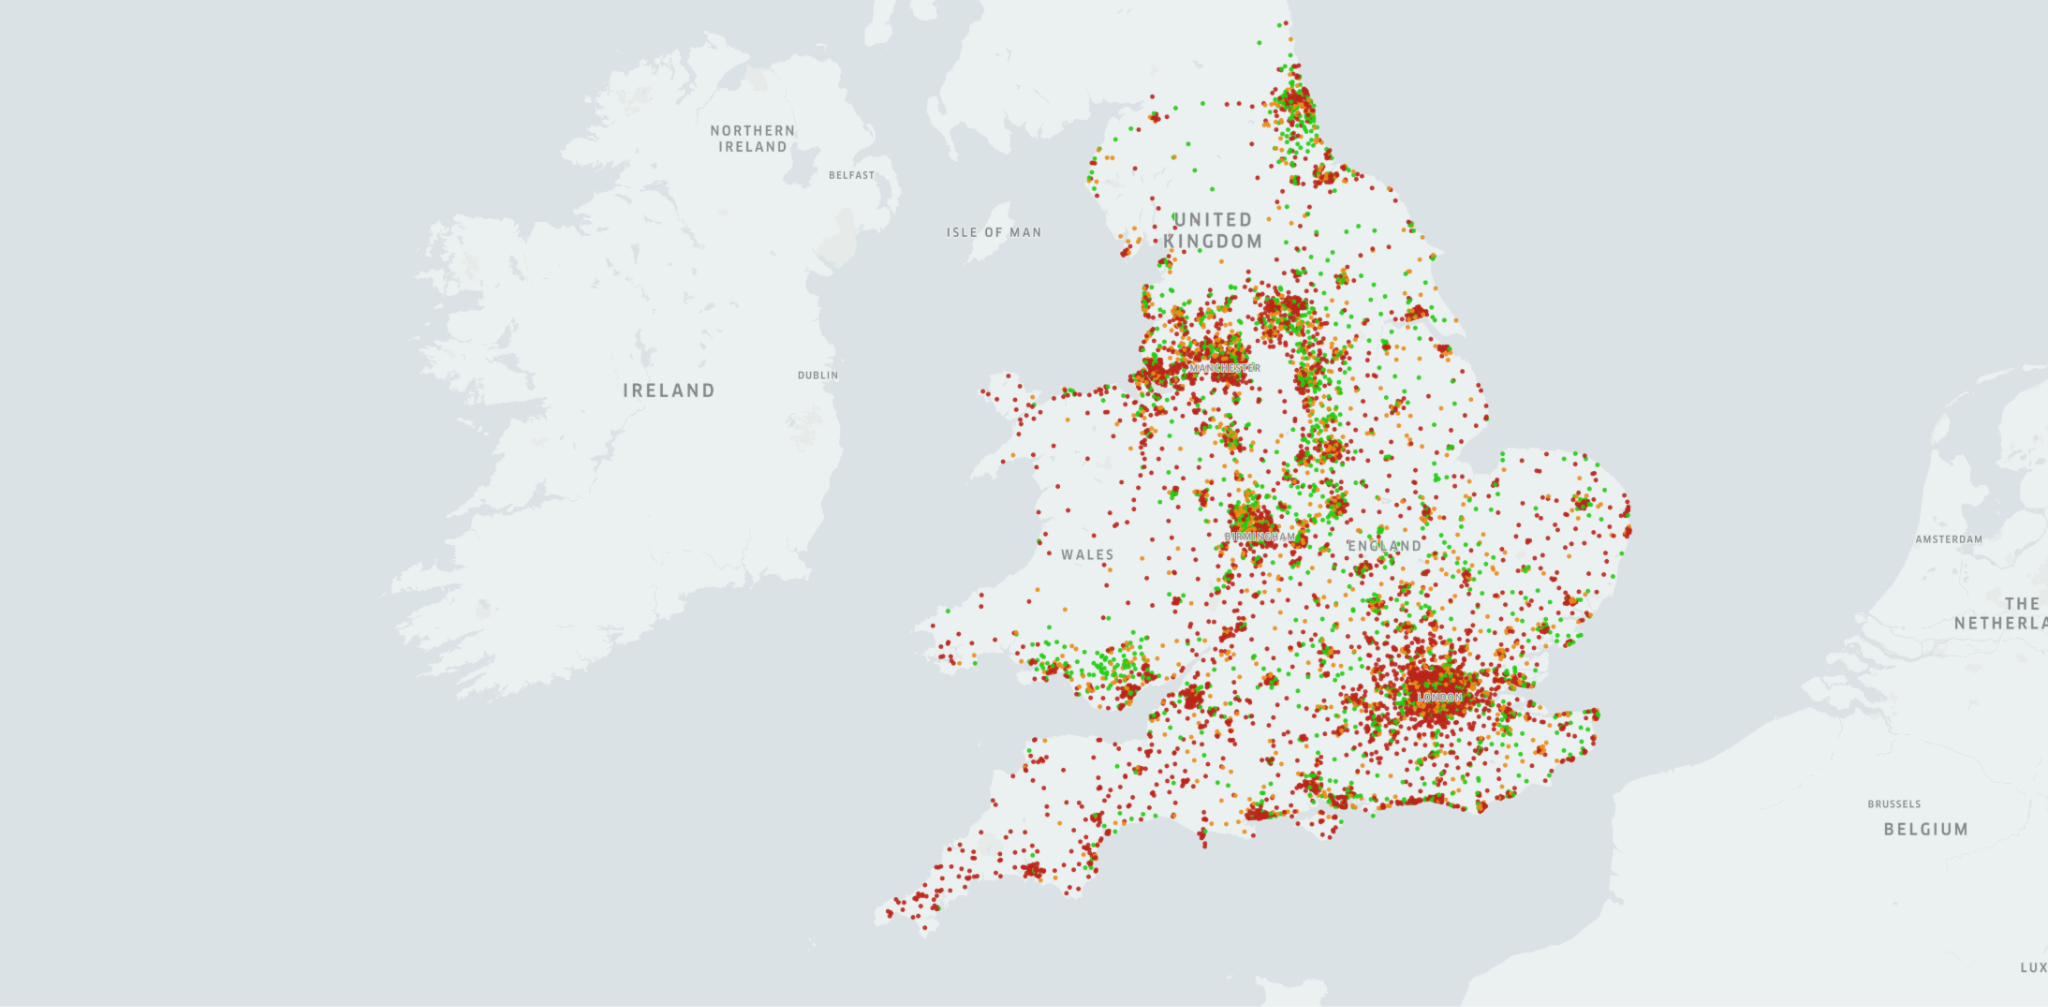 NORTHERN
IRELAND
BELFAST
ISLE OF MAN
UNITED
KINGDOM
DUBLIN
IRELAND
MANCHESTER
WALES
BIRMINGHAM
ENGLAND
LONDON
AMSTERDAM
THE
NETHERLA
BRUSSELS
BELGIUM
LUX